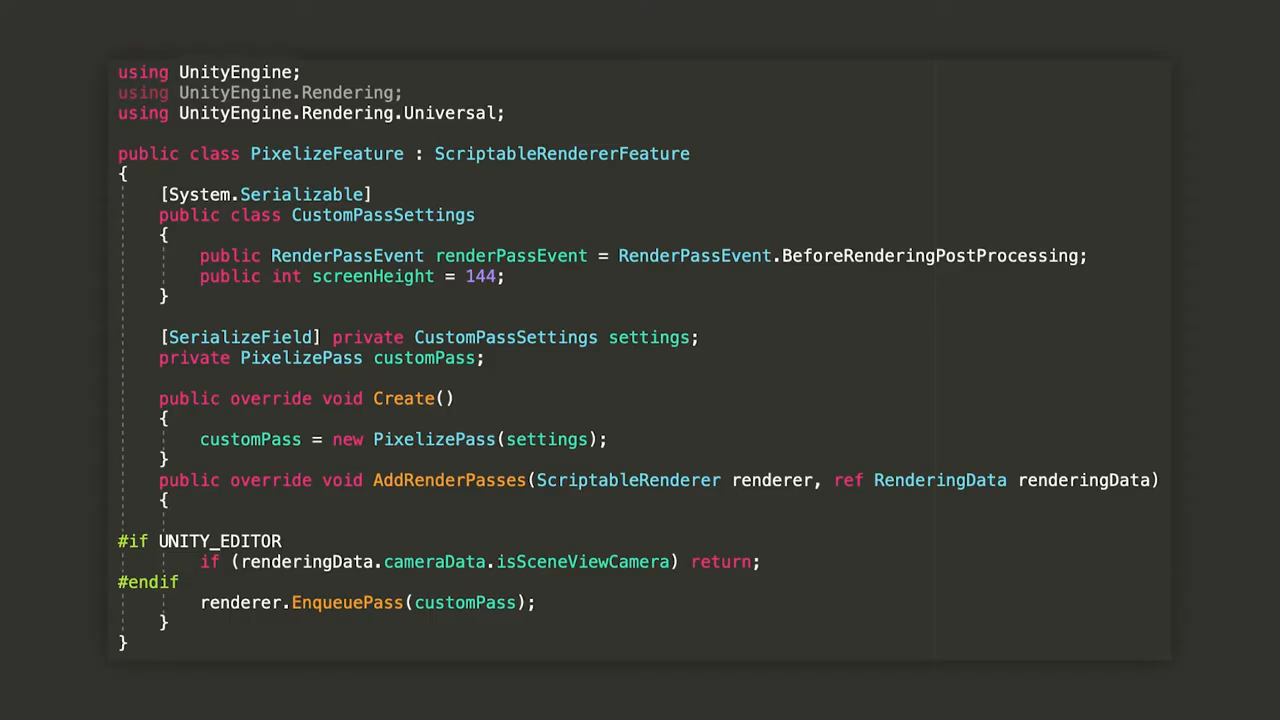 using UnityEngine;
using UnityEngine.Rendering;
using UnityEngine.Rendering.Universal;
public class PixelizeFeature : ScriptableRendererFeature
{
[System.Serializable]
public class CustomPassSettings
{
public RenderPassEvent renderPassEvent = RenderPassEvent.BeforeRenderingPostProcessing;
public int screenHeight = 144;
}
[SerializeField] private CustomPassSettings settings;
private PixelizePass customPass;
public override void Create()
{
customPass = new PixelizePass(settings);
}
public override void AddRenderPasses(ScriptableRenderer renderer, ref RenderingData renderingData)
{
#if UNITY_EDITOR
if (renderingData.cameraData.isSceneViewCamera) return;
#endif
renderer.EnqueuePass(customPass);
}
}